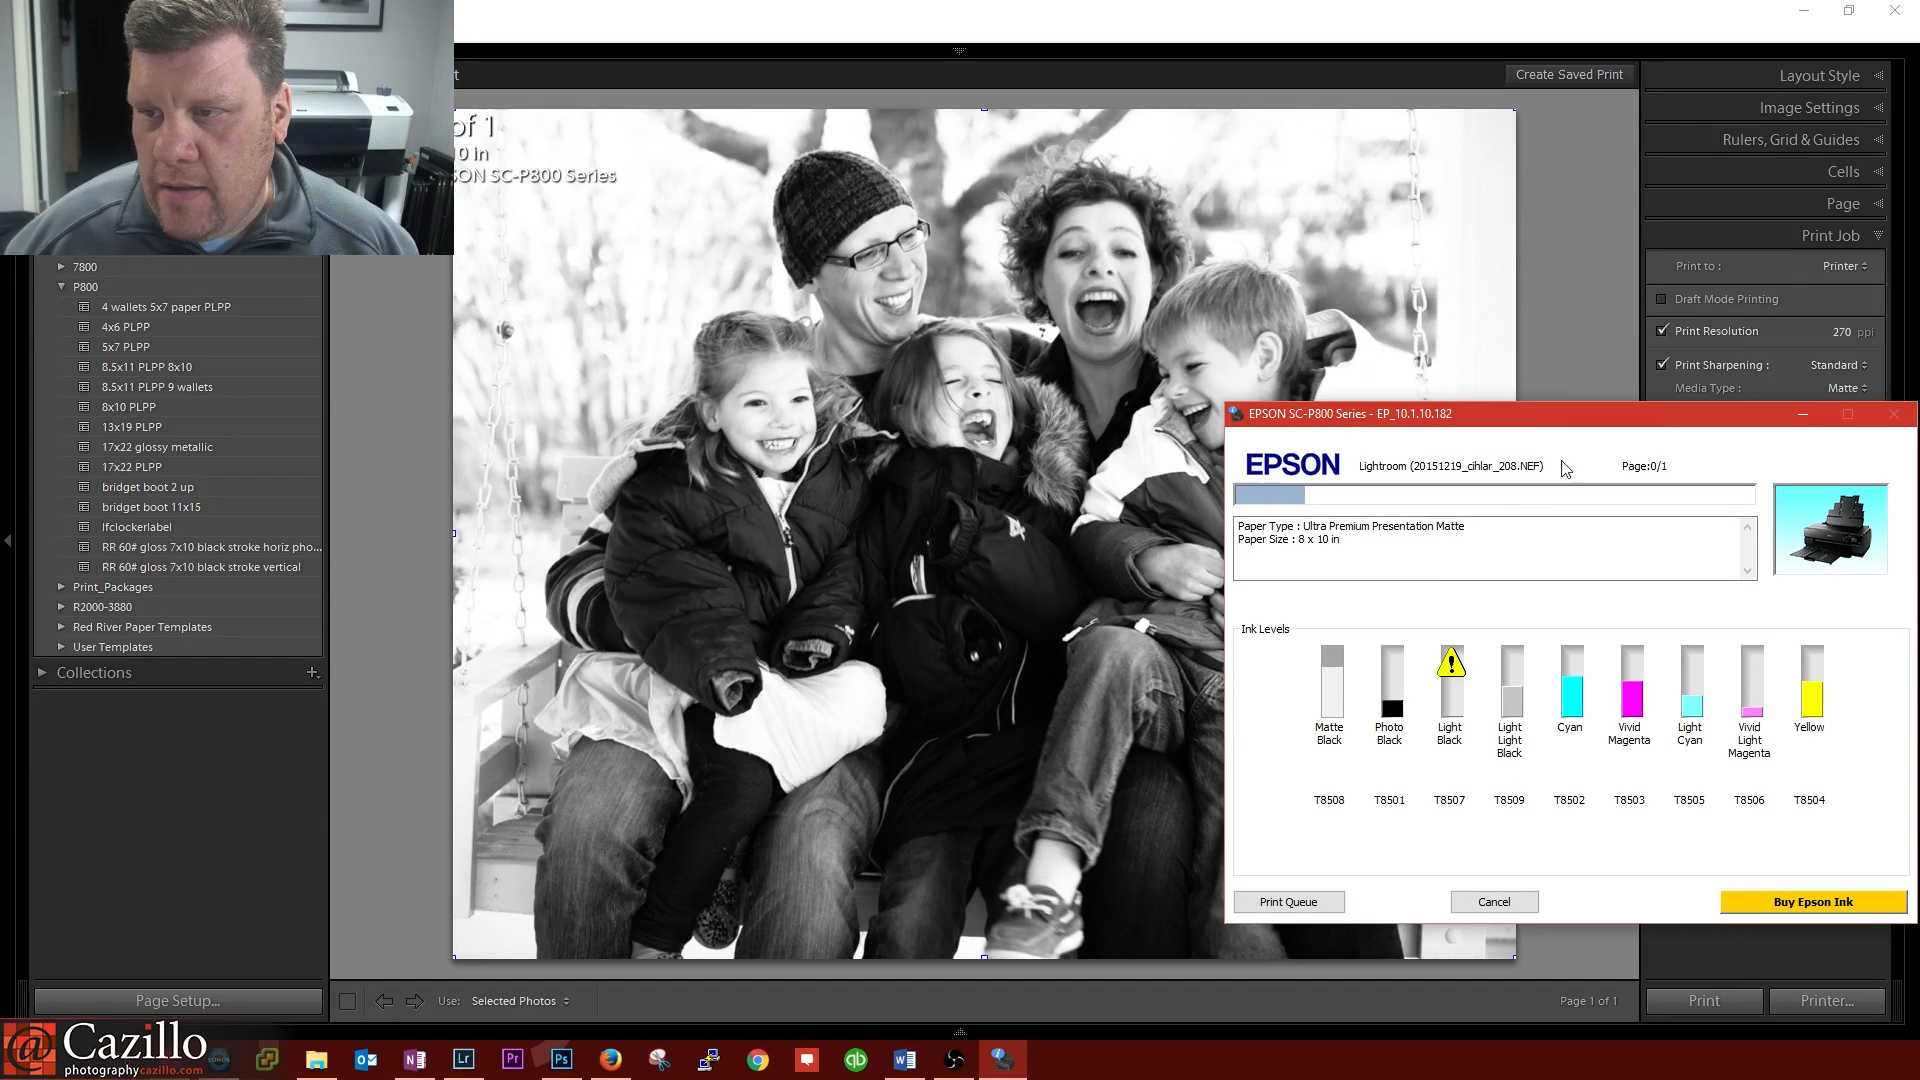 t
Create Saved Print
of 1
0 in
SON SC-P800 Series
7800
P800
4 wallets 5x7 paper PLPP
4x6 PLPP
5x7 PLPP
8.5x11 PLPP 8x10
8.5x11 PLPP 9 wallets
8x10 PLPP
13x19 PLPP
17x22 glossy metallic
17x22 PLPP
bridget boot 2 up
bridget boot 11x15
lfclockerlabel
RR 60# gloss 7x10 black stroke horiz pho...
RR 60# gloss 7x10 black stroke vertical
Print_Packages
R2000-3880
Red River Paper Templates
User Templates
Collections
Page Setup...
Use: Selected Photos
Page 1 of 1
Layout Style
Image Settings
Rulers, Grid & Guides
Cells
Page
Print Job
Print to : Printer
Draft Mode Printing
Print Resolution 270 ppi
Print Sharpening : Standard
Media Type : Matte
EPSON SC-P800 Series - EP_10.1.10.182
EPSON Lightroom (20151219_cihlar_208.NEF) Page:0/1
Paper Type : Ultra Premium Presentation Matte
Paper Size : 8 x 10 in
Ink Levels
Matte Black
Photo Black
Light Black
Light Light Black
Cyan
Vivid Magenta
Light Cyan
Vivid Light Magenta
Yellow
T8508 T8501 T8507 T8509 T8502 T8503 T8505 T8506 T8504
Print Queue Cancel Buy Epson Ink
Print Printer...
@ Cazillo
photographycazillo.com
SONOS
Lr Pr Ps qb